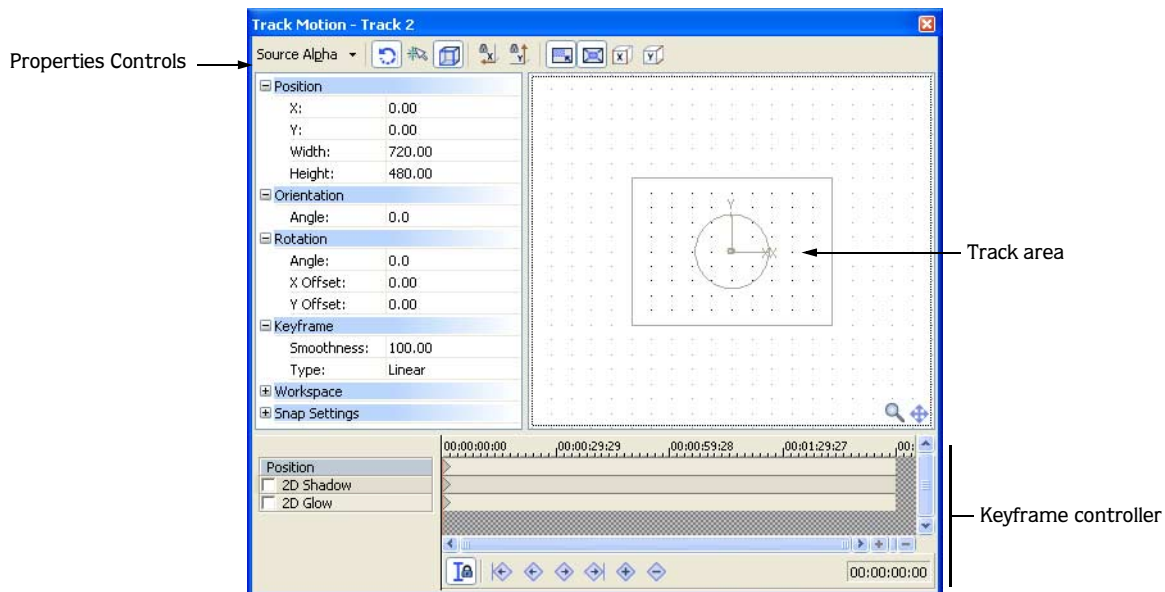 Track Motion - Track 2
Properties Controls
Source Alpha
Position
X: 0.00
Y: 0.00
Width: 720.00
Height: 480.00
Orientation
Angle: 0.0
Rotation
Angle: 0.0
X Offset: 0.00
Y Offset: 0.00
Keyframe
Smoothness: 100.00
Type: Linear
Workspace
Snap Settings
Y
X
Track area
00:00:00:00 00:00:29:29 00:00:59:28 00:01:29:27 00:
Position
2D Shadow
2D Glow
Keyframe controller
00:00:00:00